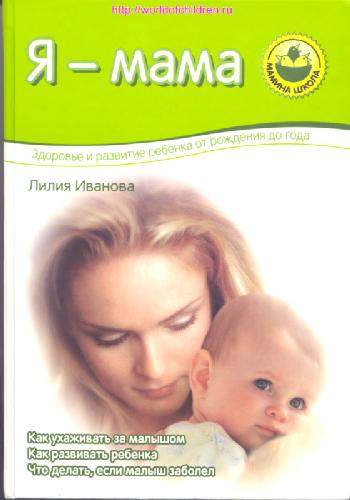 http://worldofchildren.ru
Я – мама
МАМИНА ШКОЛА
Здоровье и развитие ребенка от рождения до года
Лилия Иванова
Как ухаживать за малышом
Как развивать ребенка
Что делать, если малыш заболел